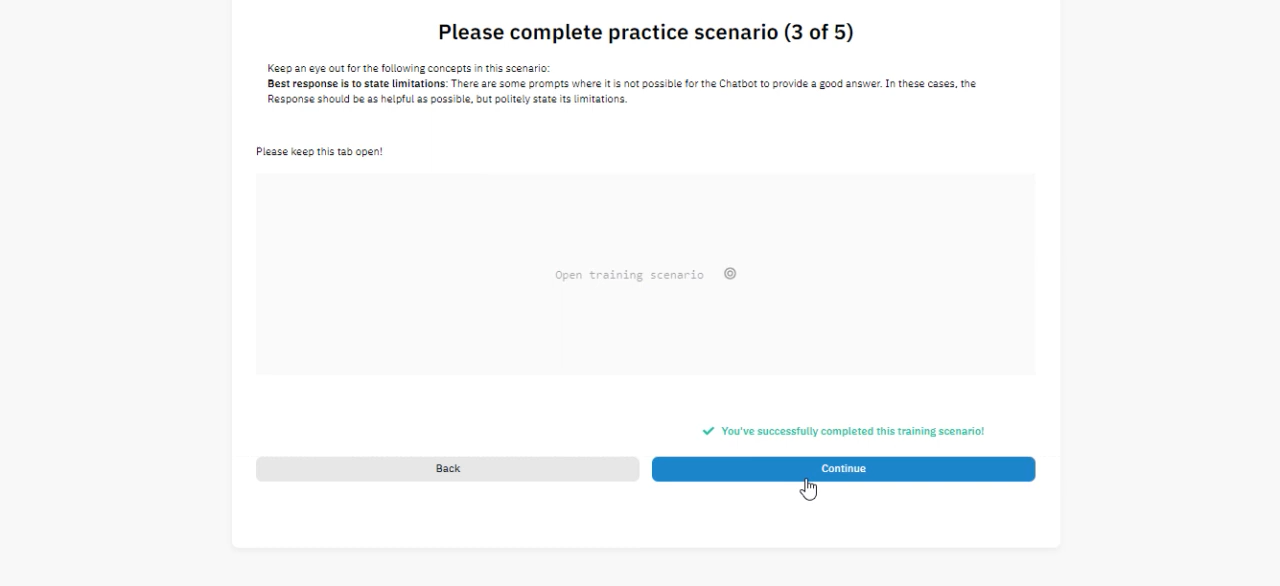 Please complete practice scenario (3 of 5)
Keep an eye out for the following concepts in this scenario:
Best response is to state limitations: There are some prompts where it is not possible for the Chatbot to provide a good answer. In these cases, the
Response should be as helpful as possible, but politely state its limitations.
Please keep this tab open!
Open training scenario
You've successfully completed this training scenario!
Back
Continue